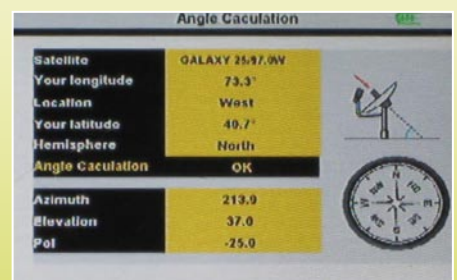 Angle Caculation
Satellite GALAXY 25/97.0W
Your longitude 73.3°
Location West
Your latitude 40.7°
Hemisphere North
Angle Caculation OK
Azimuth 213.9
Elevation 37.0
Pol -25.0
N
W
E
S